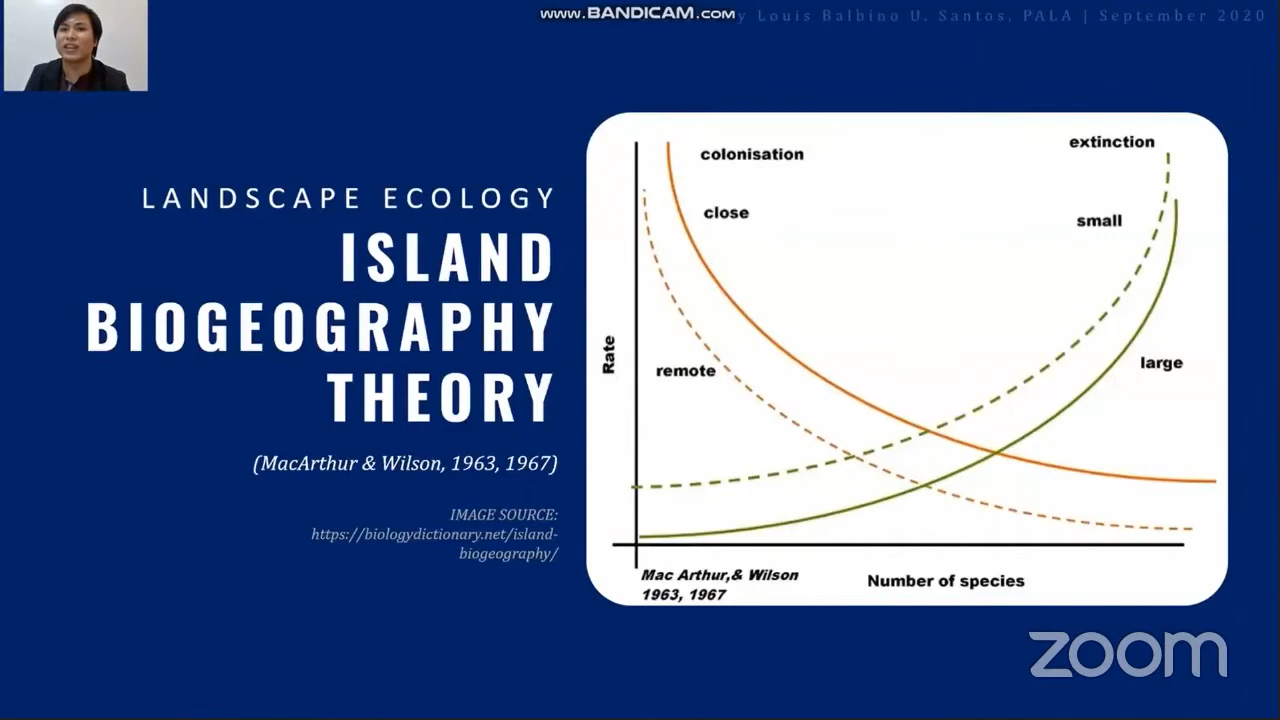 www.BANDICAM.com
Louis Balbino U. Santos, PALA | September 2020
LANDSCAPE ECOLOGY
ISLAND
BIOGEOGRAPHY
THEORY
(MacArthur & Wilson, 1963, 1967)
IMAGE SOURCE:
https://biologydictionary.net/island-
biogeography/
colonisation
extinction
close
small
Rate
remote
large
Mac Arthur,& Wilson
1963, 1967
Number of species
zoom